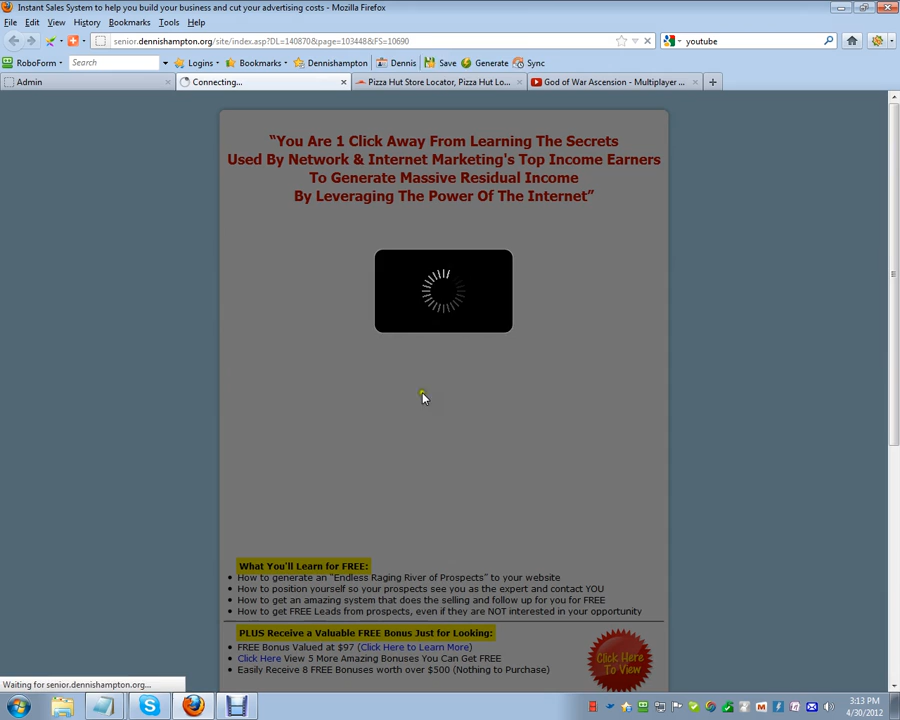 Instant Sales System to help you build your business and cut your advertising costs - Mozilla Firefox
File Edit View History Bookmarks Tools Help
senior.dennishampton.org/site/index.asp?DL=140870&page=103448&FS=10690
youtube
RoboForm Search Logins Bookmarks Dennishampton Dennis Save Generate Sync
Admin Connecting... Pizza Hut Store Locator, Pizza Hut Lo... God of War Ascension - Multiplayer ...
“You Are 1 Click Away From Learning The Secrets
Used By Network & Internet Marketing's Top Income Earners
To Generate Massive Residual Income
By Leveraging The Power Of The Internet”
What You'll Learn for FREE:
• How to generate an "Endless Raging River of Prospects" to your website
• How to position yourself so your prospects see you as the expert and contact YOU
• How to get an amazing system that does the selling and follow up for you for FREE
• How to get FREE Leads from prospects, even if they are NOT interested in your opportunity
PLUS Receive a Valuable FREE Bonus Just for Looking:
• FREE Bonus Valued at $97 (Click Here to Learn More)
• Click Here View 5 More Amazing Bonuses You Can Get FREE
• Easily Receive 8 FREE Bonuses worth over $500 (Nothing to Purchase)
Click Here
To View
Waiting for senior.dennishampton.org...
3:13 PM
4/30/2012